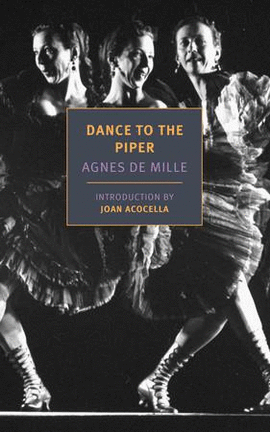 DANCE TO THE
PIPER
AGNES DE MILLE
INTRODUCTION BY
JOAN ACOCELLA